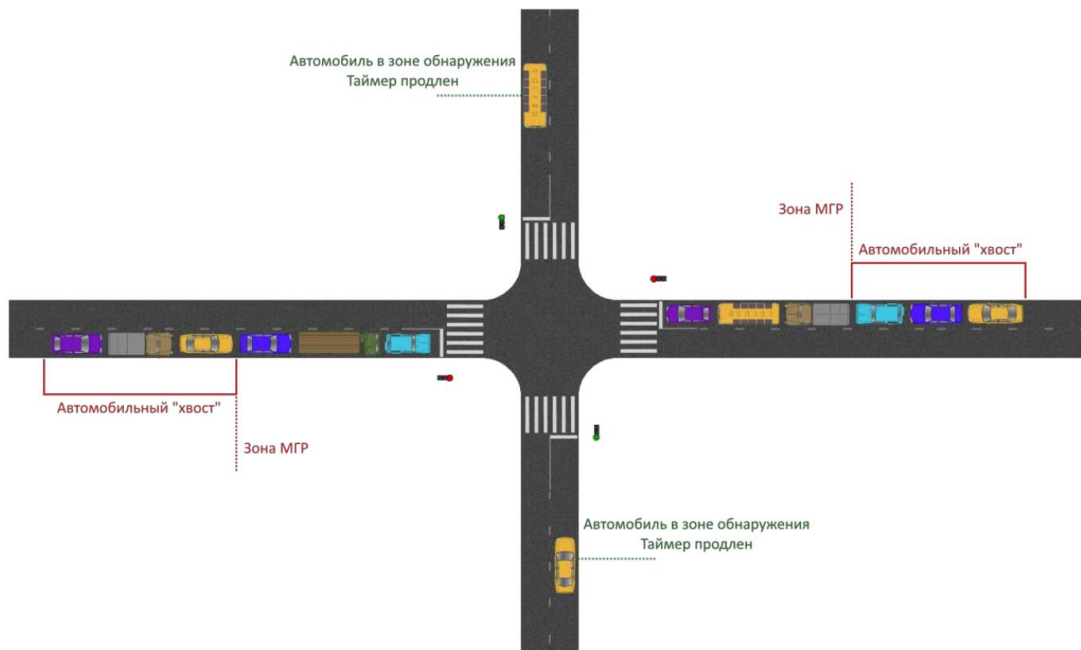 Автомобиль в зоне обнаружения
Таймер продлен
Зона МГР
Автомобильный "хвост"
Автомобильный "хвост"
Зона МГР
Автомобиль в зоне обнаружения
Таймер продлен